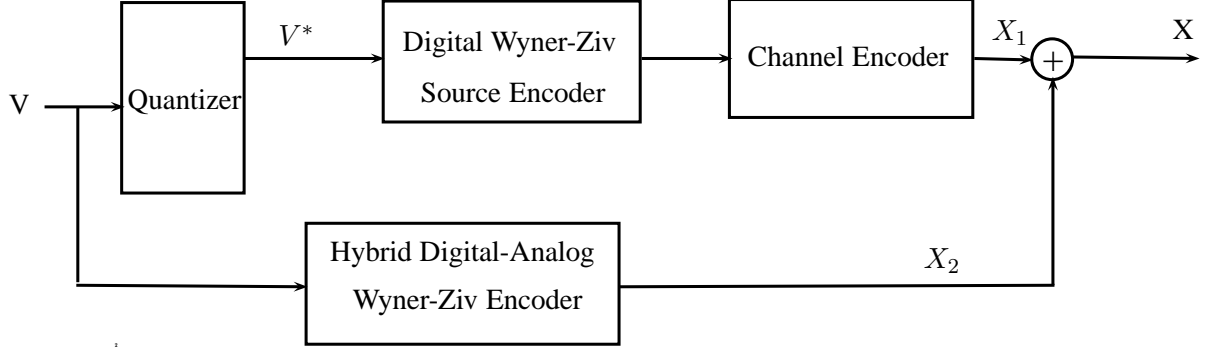 V
Quantizer
V*
Digital Wyner-Ziv
Source Encoder
Channel Encoder
X₁
+
X
Hybrid Digital-Analog
Wyner-Ziv Encoder
X₂